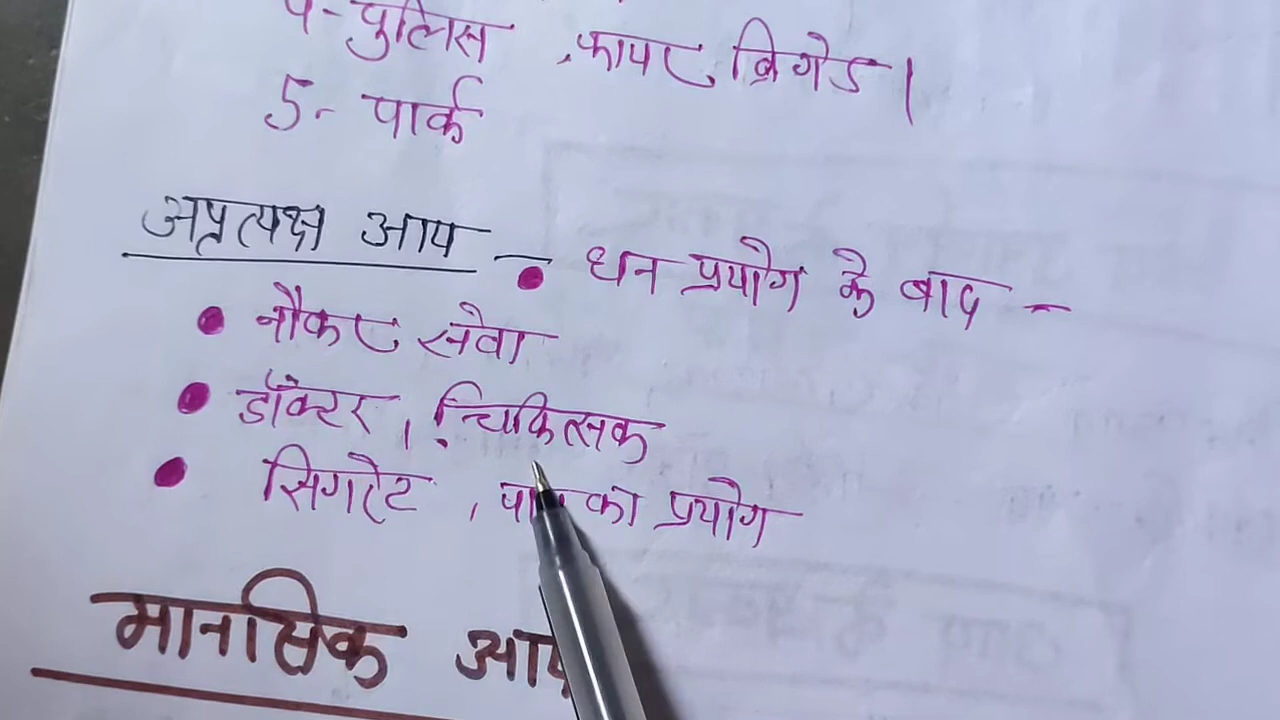 4- पुलिस, फायर ब्रिगेड।
5- पार्क
अप्रत्यक्ष आय - • धन प्रयोग के बाद -
• नौकर सेवा
• डॉक्टर, चिकित्सक
• सिगरेट, का प्रयोग
मानसिक